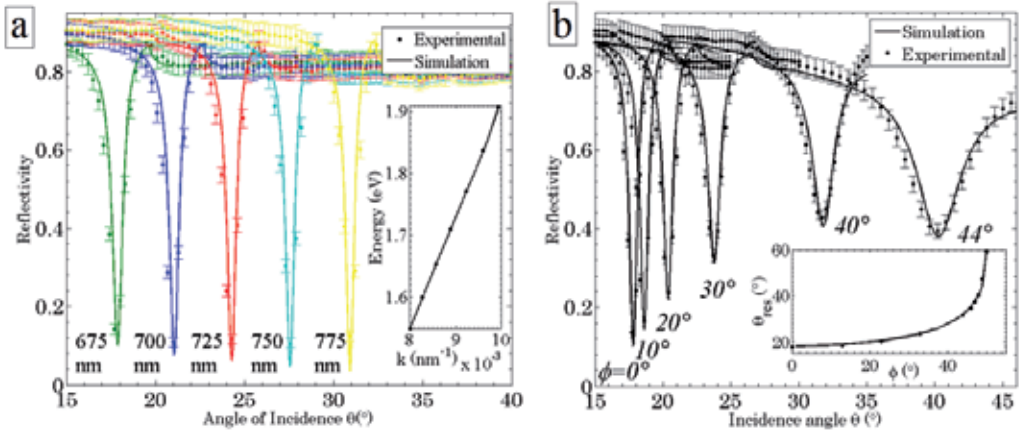 a
Experimental
Simulation
Reflectivity
0.8
0.6
0.4
0.2
0
675 nm
700 nm
725 nm
750 nm
775 nm
15 20 25 30 35 40
Angle of Incidence θ(°)
Energy (eV)
1.9
1.8
1.7
1.6
8 9 10
k (nm⁻¹) x 10⁻³
b
Simulation
Experimental
Reflectivity
0.8
0.6
0.4
0.2
0
ϕ=0°
10°
20°
30°
40°
44°
15 20 25 30 35 40 45
Incidence angle θ (°)
Θres (°)
60
40
20
0 20 40
ϕ (°)